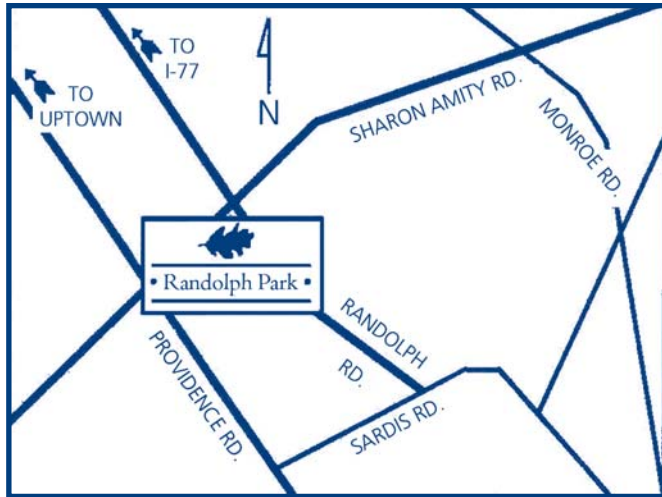 TO
I-77
TO
UPTOWN
N
SHARON AMITY RD.
MONROE RD.
• Randolph Park •
RANDOLPH
RD.
PROVIDENCE RD.
SARDIS RD.